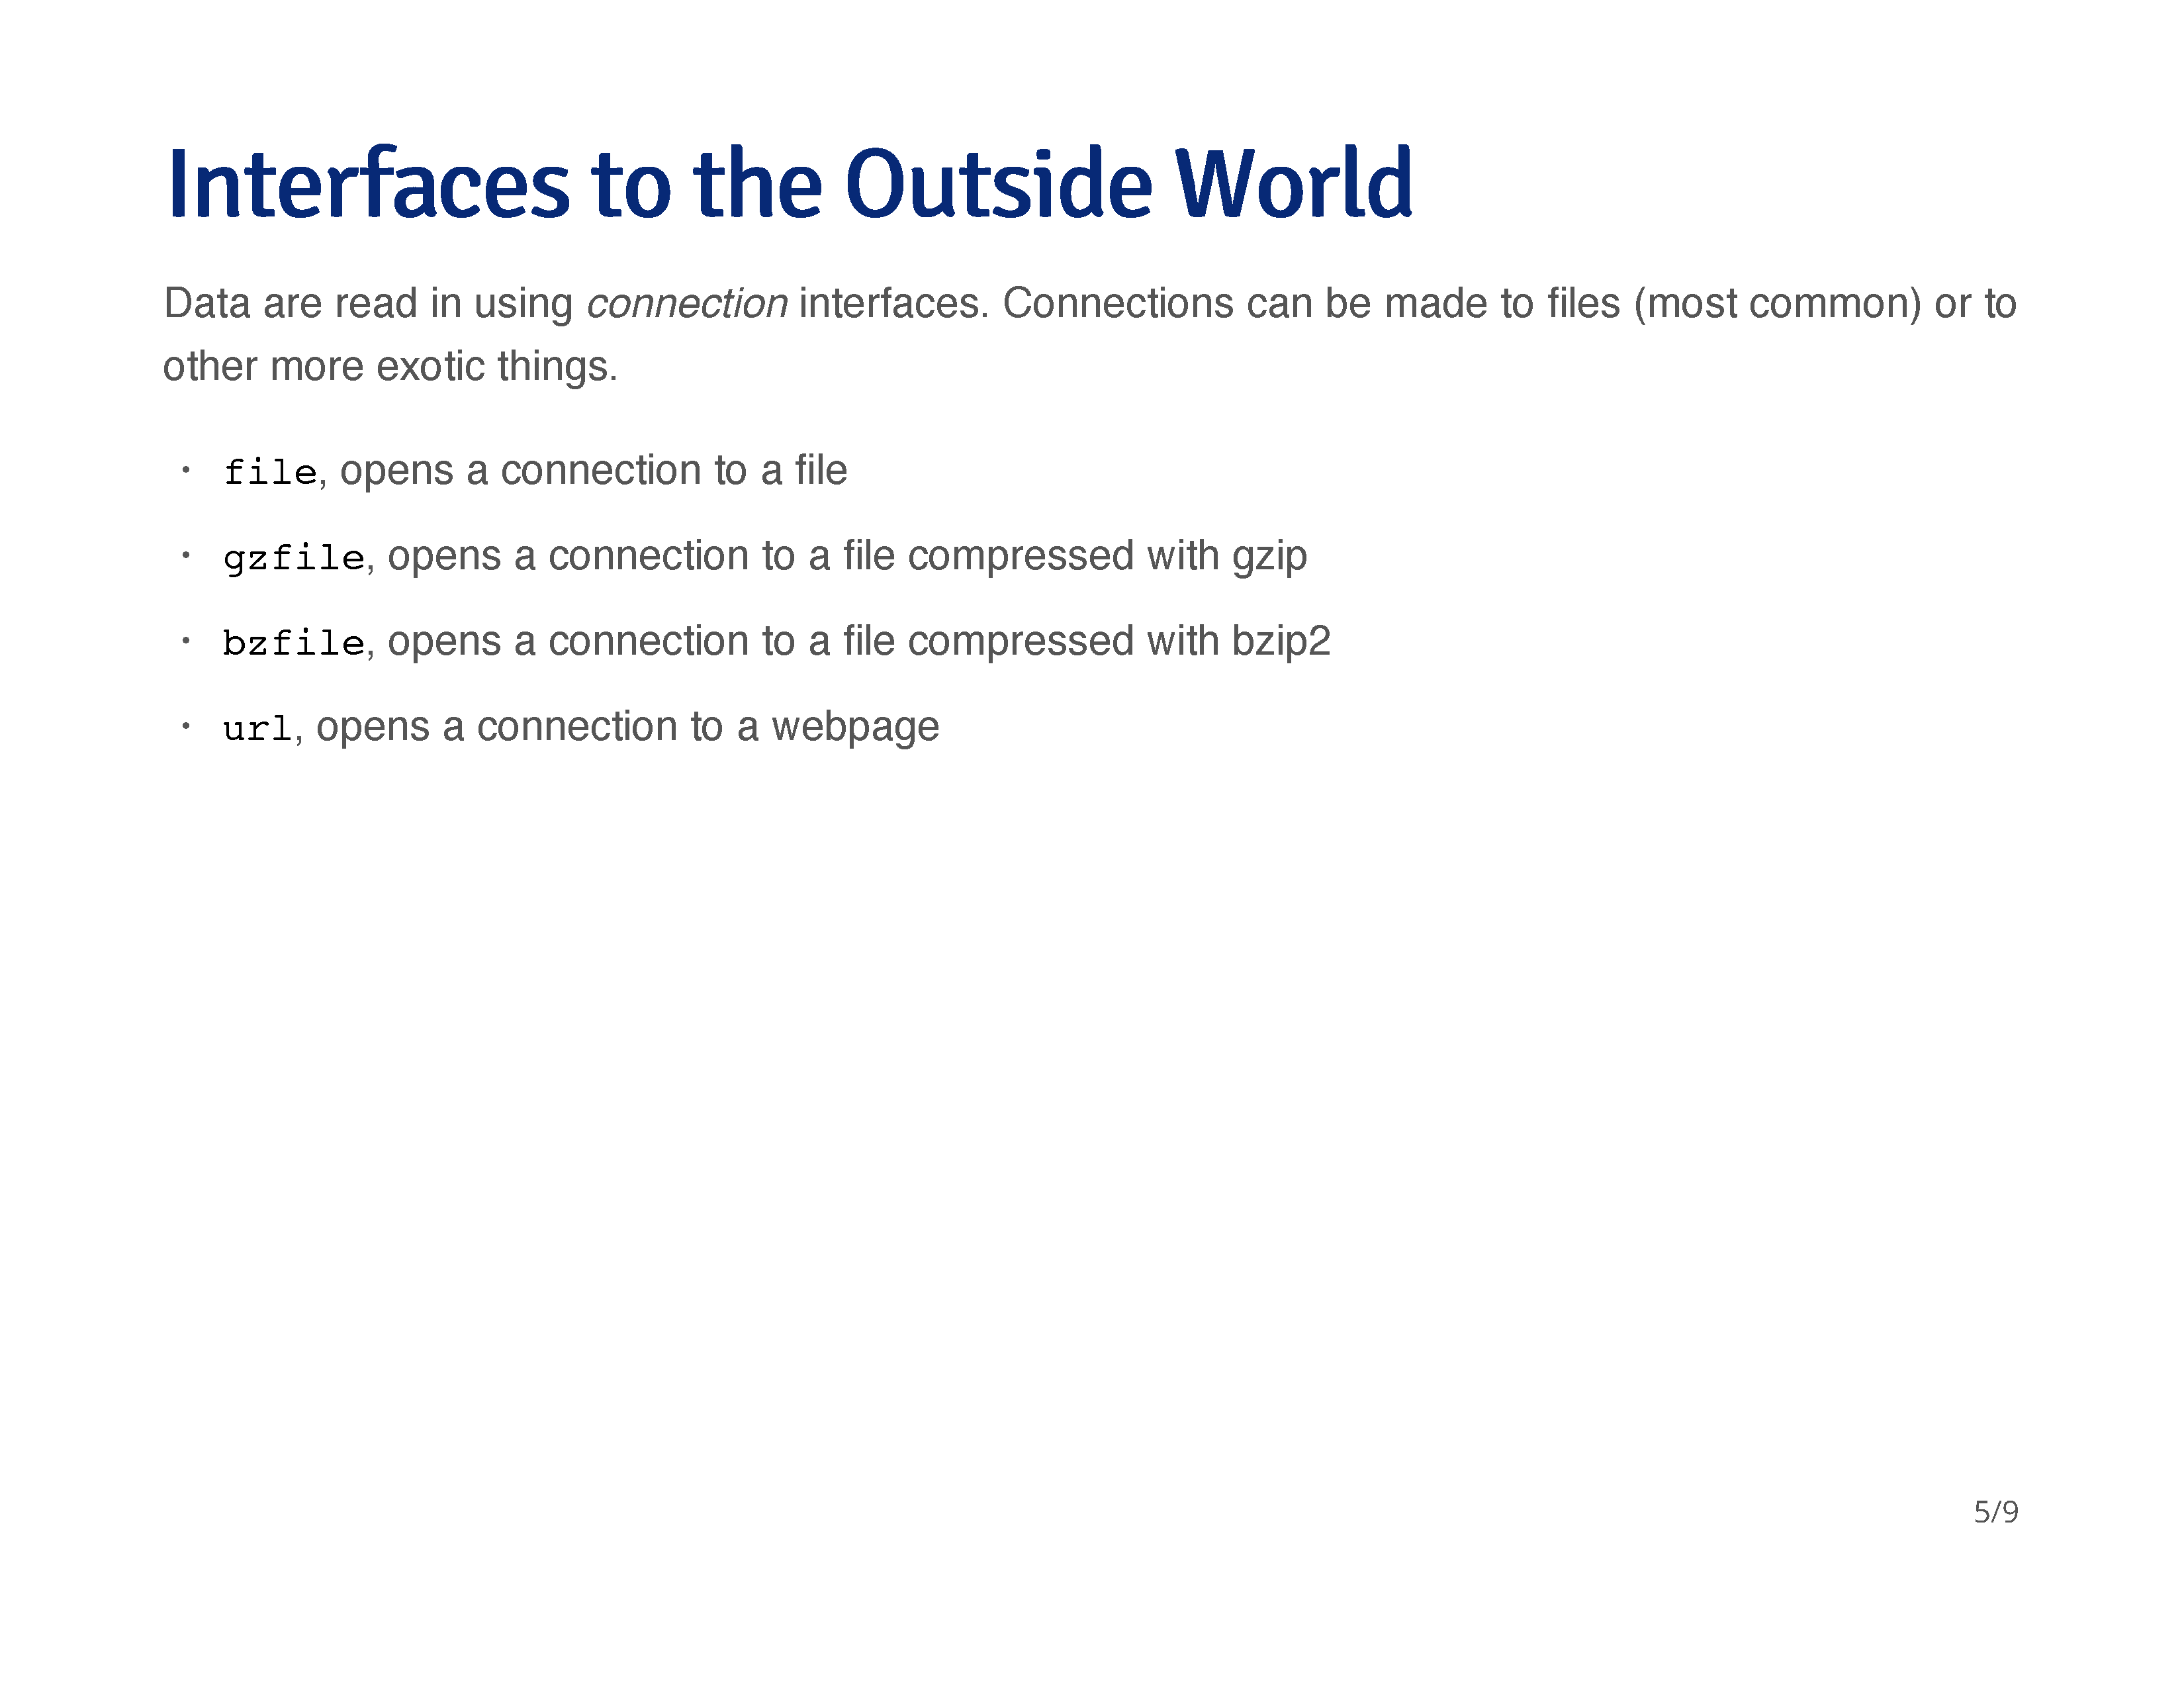 Interfaces to the Outside World
Data are read in using connection interfaces. Connections can be made to files (most common) or to
other more exotic things.
· file, opens a connection to a file
· gzfile, opens a connection to a file compressed with gzip
· bzfile, opens a connection to a file compressed with bzip2
· url, opens a connection to a webpage
5/9